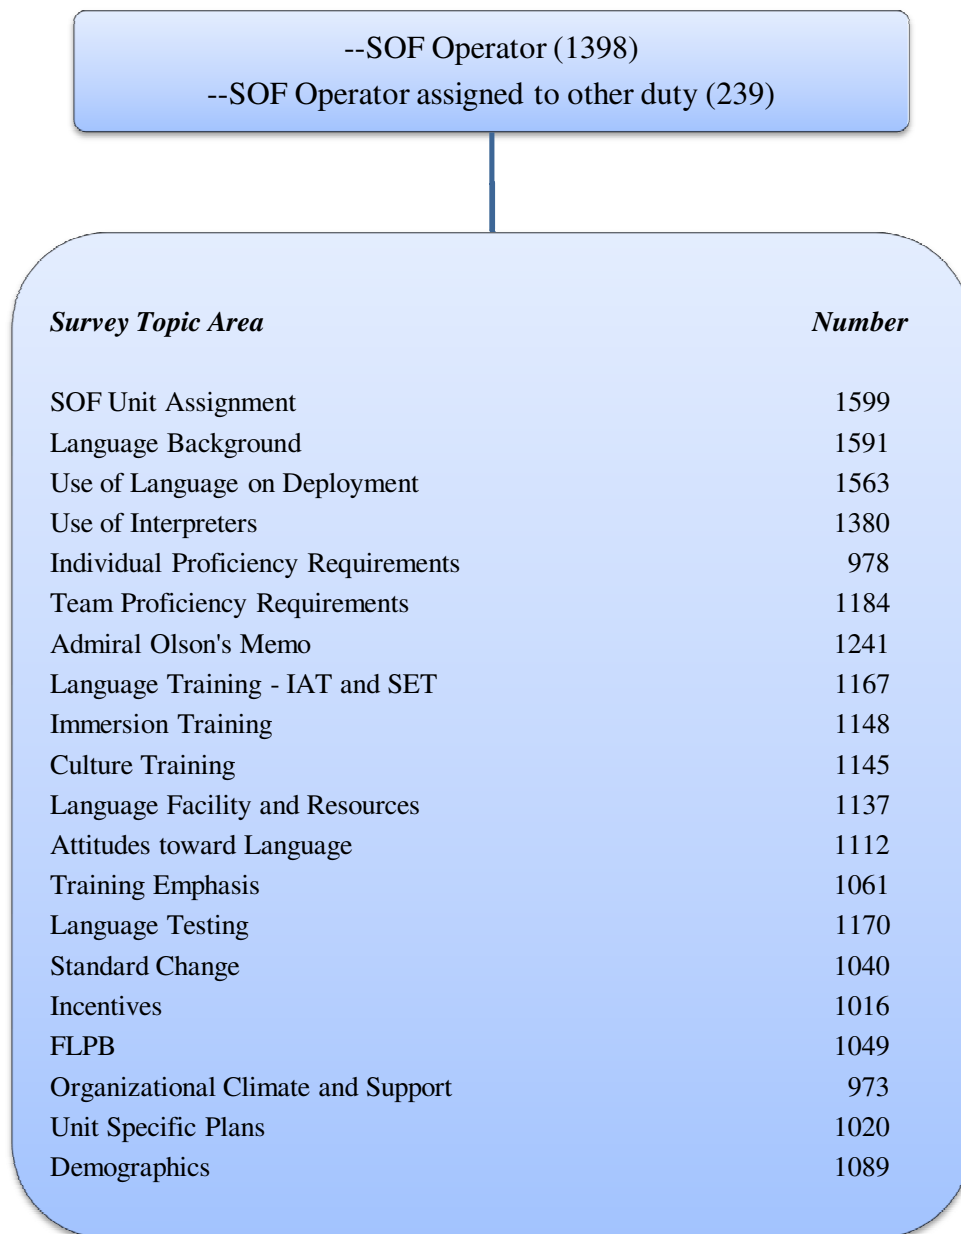 --SOF Operator (1398)
--SOF Operator assigned to other duty (239)
Survey Topic Area Number
SOF Unit Assignment 1599
Language Background 1591
Use of Language on Deployment 1563
Use of Interpreters 1380
Individual Proficiency Requirements 978
Team Proficiency Requirements 1184
Admiral Olson's Memo 1241
Language Training - IAT and SET 1167
Immersion Training 1148
Culture Training 1145
Language Facility and Resources 1137
Attitudes toward Language 1112
Training Emphasis 1061
Language Testing 1170
Standard Change 1040
Incentives 1016
FLPB 1049
Organizational Climate and Support 973
Unit Specific Plans 1020
Demographics 1089